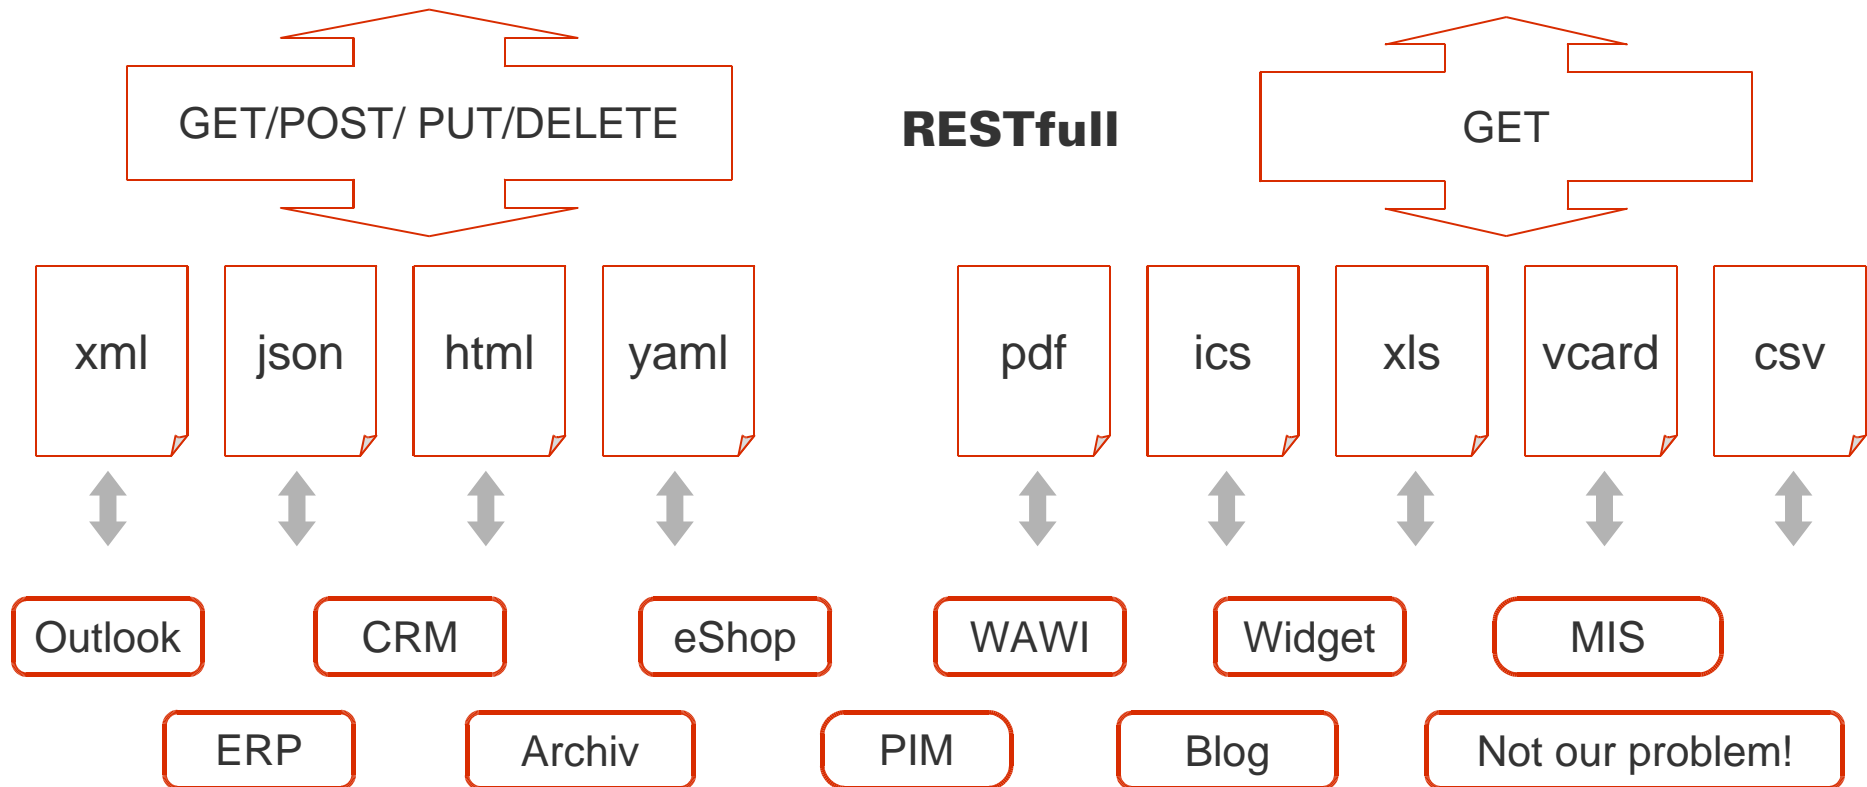 GET/POST/ PUT/DELETE
RESTfull
GET
xml
json
html
yaml
pdf
ics
xls
vcard
csv
Outlook
CRM
eShop
WAWI
Widget
MIS
ERP
Archiv
PIM
Blog
Not our problem!